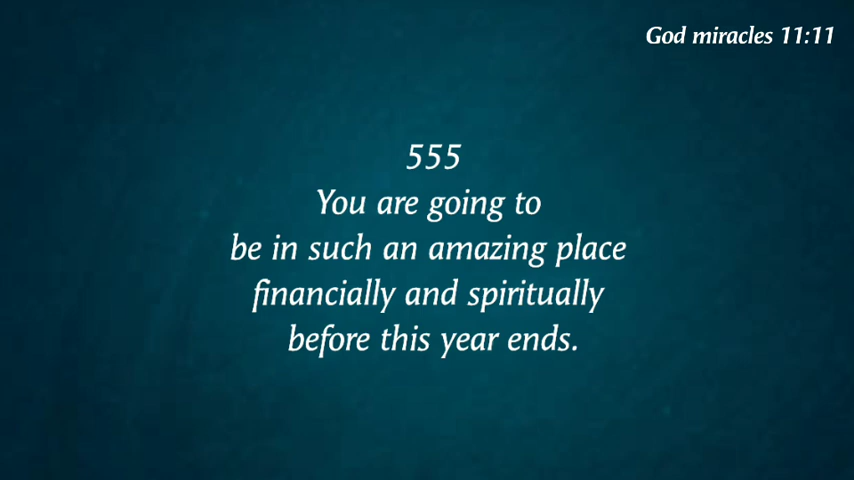 God miracles 11:11
555
You are going to
be in such an amazing place
financially and spiritually
before this year ends.